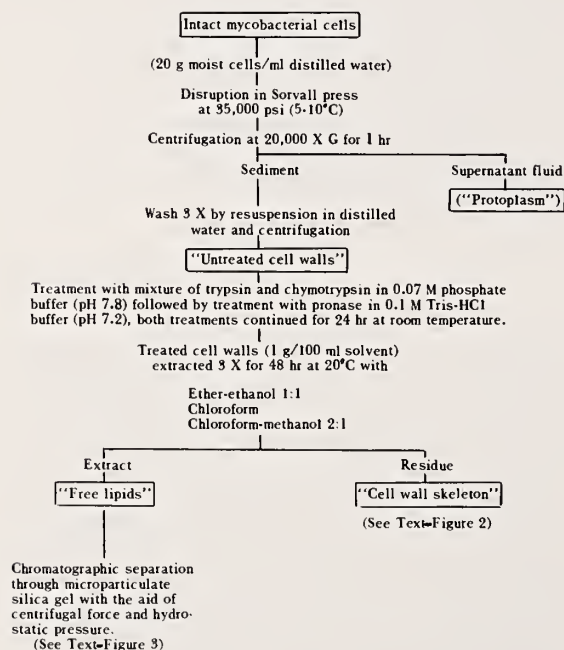 Intact mycobacterial cells
(20 g moist cells/ml distilled water)
Disruption in Sorvall press
at 35,000 psi (5-10°C)
Centrifugation at 20,000 X G for 1 hr
Sediment
Supernatant fluid
("Protoplasm")
Wash 3 X by resuspension in distilled
water and centrifugation
"Untreated cell walls"
Treatment with mixture of trypsin and chymotrypsin in 0.07 M phosphate
buffer (pH 7.8) followed by treatment with pronase in 0.1 M Tris-HCl
buffer (pH 7.2), both treatments continued for 24 hr at room temperature.
Treated cell walls (1 g/100 ml solvent)
extracted 3 X for 48 hr at 20°C with
Ether-ethanol 1:1
Chloroform
Chloroform-methanol 2:1
Extract
Residue
"Free lipids"
"Cell wall skeleton"
(See Text-Figure 2)
Chromatographic separation
through microparticulate
silica gel with the aid of
centrifugal force and hydro-
static pressure.
(See Text-Figure 3)